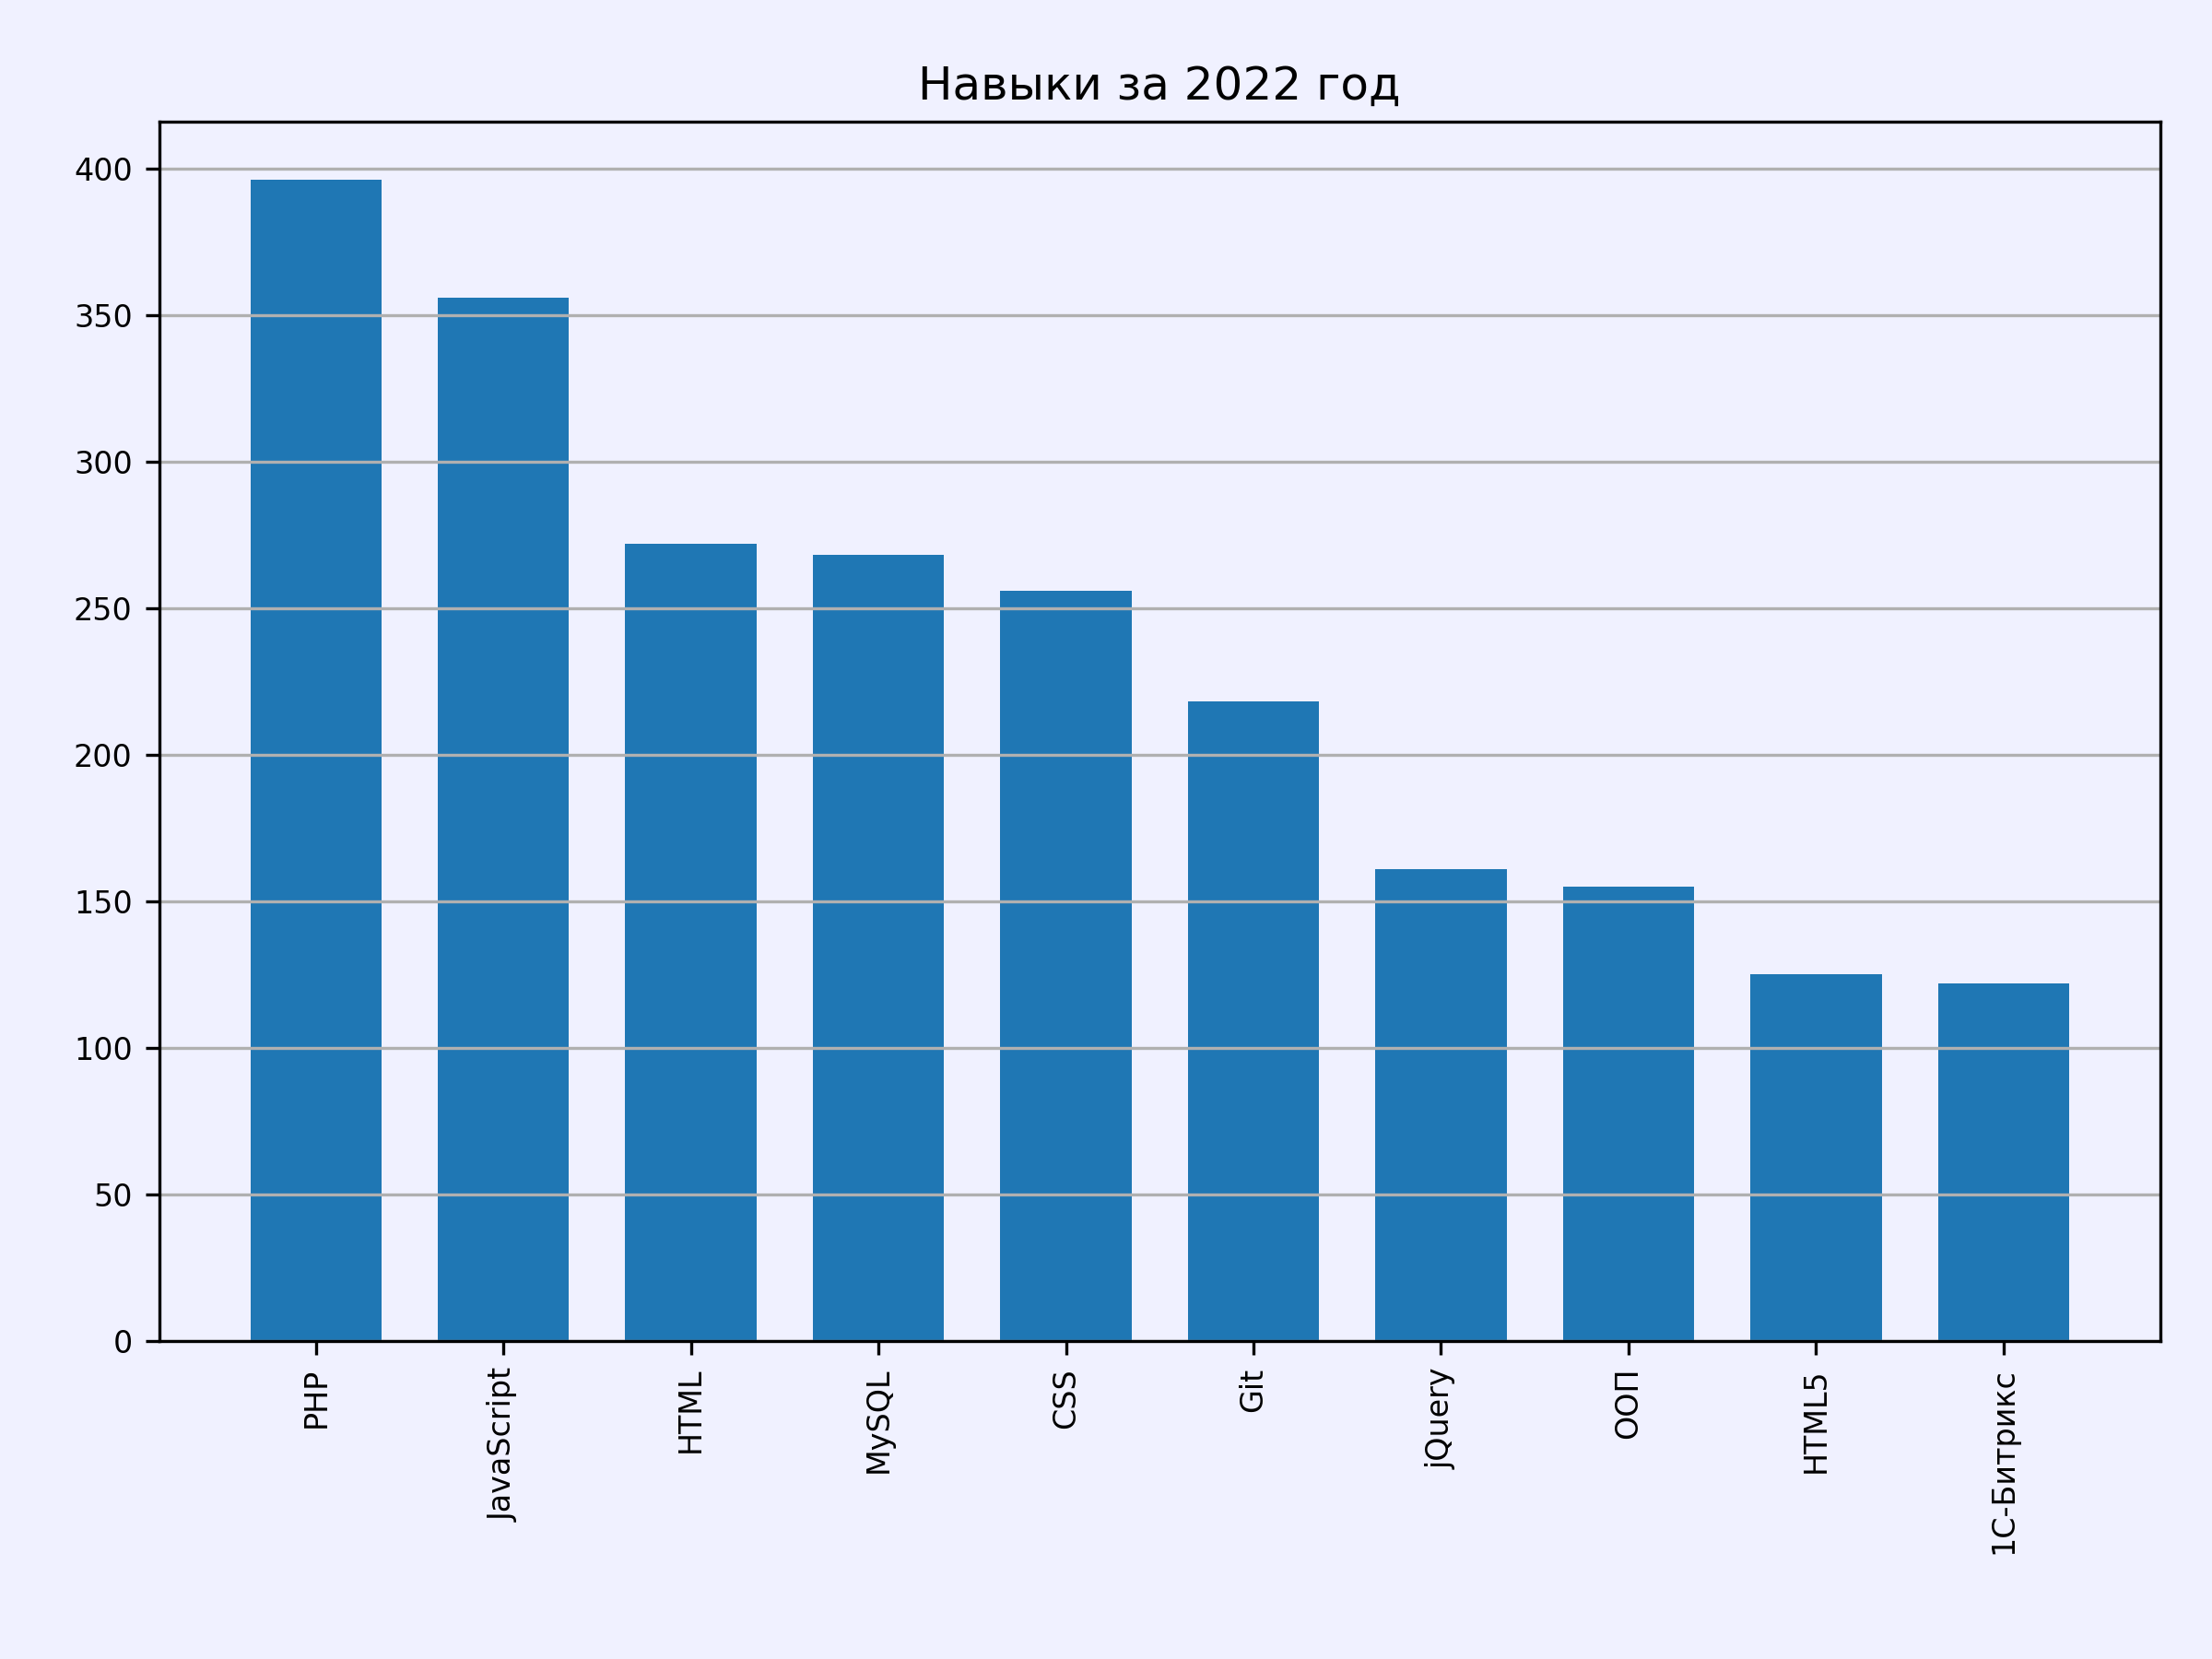 Навыки за 2022 год
400
350
300
250
200
150
100
50
0
PHP
JavaScript
HTML
MySQL
CSS
Git
jQuery
ООП
HTML5
1С-Битрикс